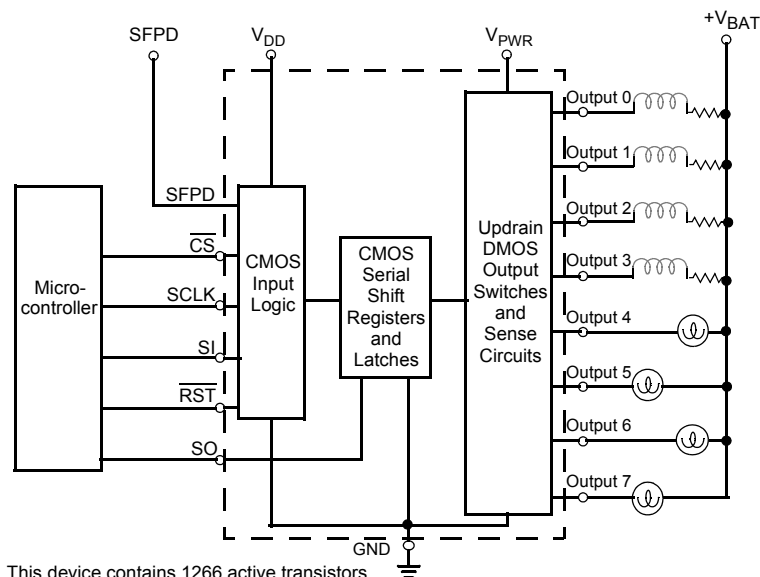 +V_BAT
SFPD
V_DD
V_PWR
Output 0
Output 1
Output 2
Output 3
Output 4
Output 5
Output 6
Output 7
SFPD
C̅S̅
SCLK
SI
R̅S̅T̅
SO
Micro-
controller
CMOS
Input
Logic
CMOS
Serial
Shift
Registers
and
Latches
Updrain
DMOS
Output
Switches
and
Sense
Circuits
GND
This device contains 1266 active transistors